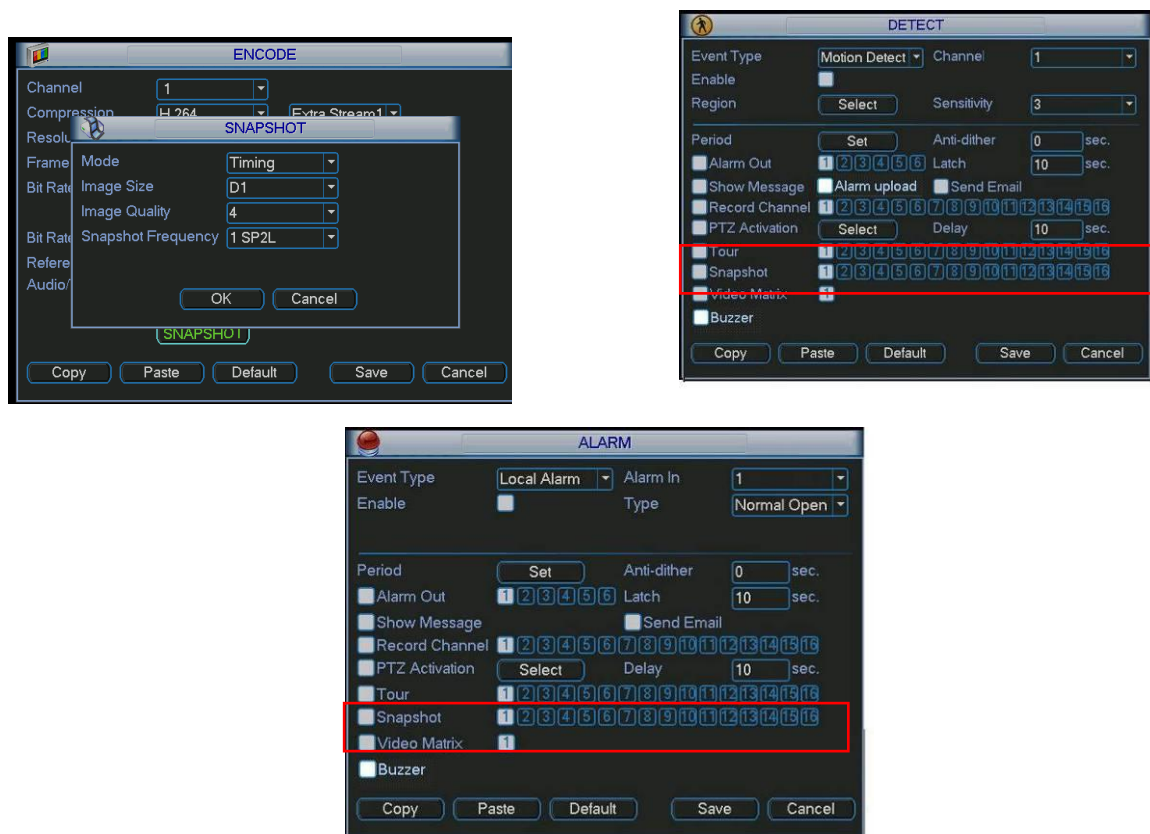 ENCODE
Channel 1
Compression H.264 Extra Stream1
SNAPSHOT
Mode Timing
Image Size D1
Image Quality 4
Snapshot Frequency 1 SP2L
OK Cancel
Resolu
Frame
Bit Rate
Bit Rate
Refere
Audio/
SNAPSHOT
Copy Paste Default Save Cancel
DETECT
Event Type Motion Detect Channel 1
Enable
Region Select Sensitivity 3
Period Set Anti-dither 0 sec.
Alarm Out 1 2 3 4 5 6 Latch 10 sec.
Show Message Alarm upload Send Email
Record Channel 1 2 3 4 5 6 7 8 9 10 11 12 13 14 15 16
PTZ Activation Select Delay 10 sec.
Tour 1 2 3 4 5 6 7 8 9 10 11 12 13 14 15 16
Snapshot 1 2 3 4 5 6 7 8 9 10 11 12 13 14 15 16
Video Matrix 1
Buzzer
Copy Paste Default Save Cancel
ALARM
Event Type Local Alarm Alarm In 1
Enable Type Normal Open
Period Set Anti-dither 0 sec.
Alarm Out 1 2 3 4 5 6 Latch 10 sec.
Show Message Send Email
Record Channel 1 2 3 4 5 6 7 8 9 10 11 12 13 14 15 16
PTZ Activation Select Delay 10 sec.
Tour 1 2 3 4 5 6 7 8 9 10 11 12 13 14 15 16
Snapshot 1 2 3 4 5 6 7 8 9 10 11 12 13 14 15 16
Video Matrix 1
Buzzer
Copy Paste Default Save Cancel